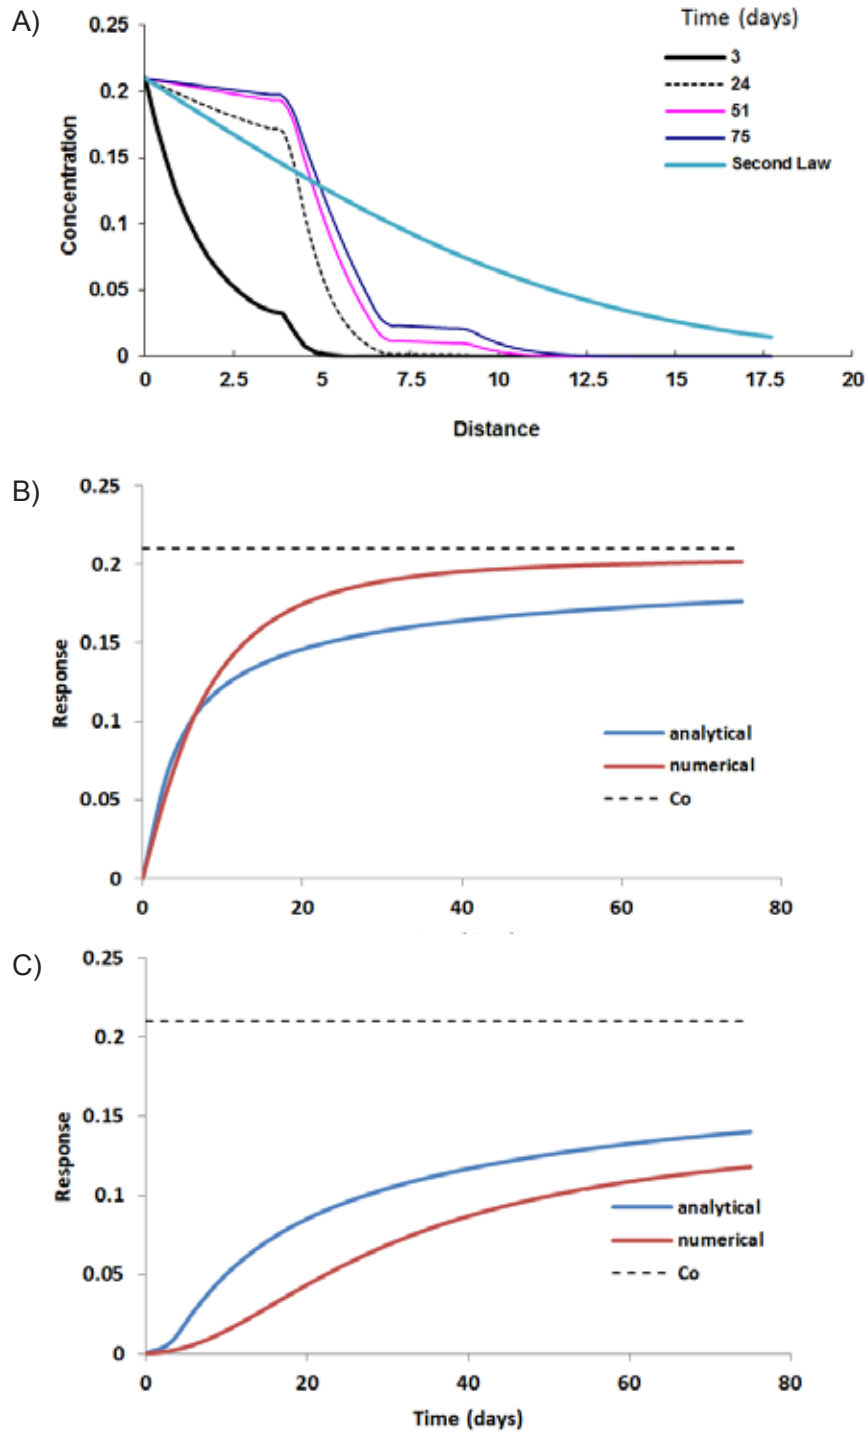 A)
0.25
0.2
0.15
0.1
0.05
0
Concentration
0 2.5 5 7.5 10 12.5 15 17.5 20
Distance
Time (days)
3
24
51
75
Second Law
B)
0.25
0.2
0.15
0.1
0.05
0
Response
0 20 40 60 80
analytical
numerical
Co
C)
0.25
0.2
0.15
0.1
0.05
0
Response
0 20 40 60 80
Time (days)
analytical
numerical
Co